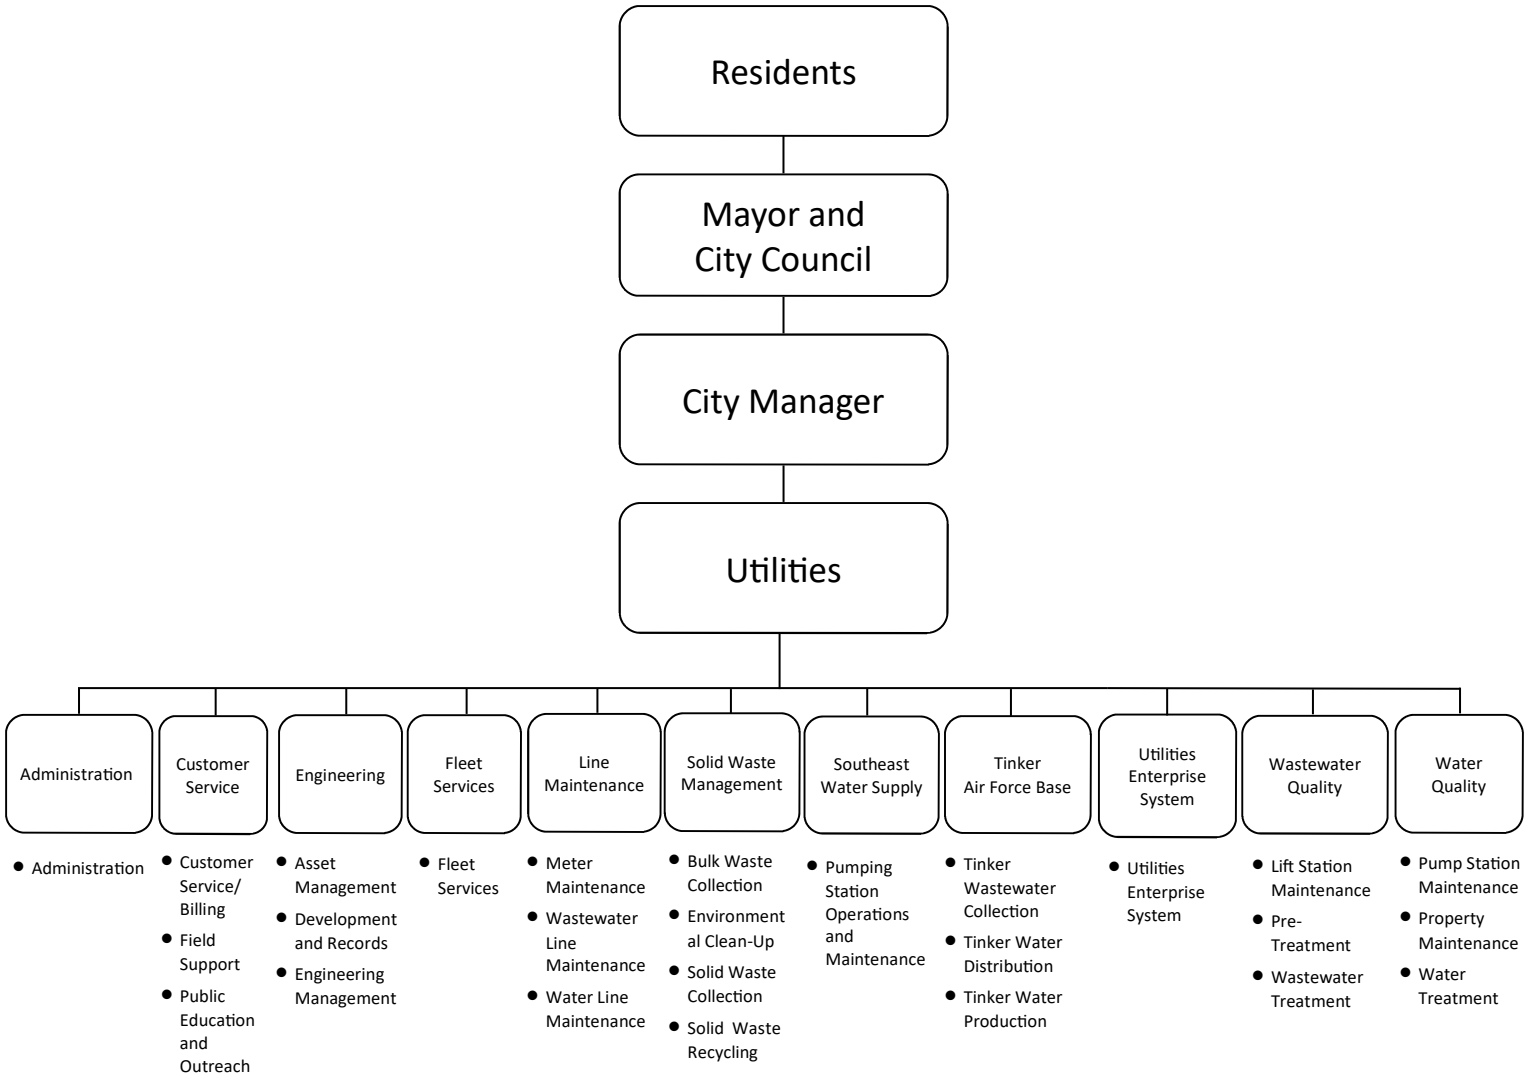 Residents
Mayor and
City Council
City Manager
Utilities
Administration
Customer
Service
Engineering
Fleet
Services
Line
Maintenance
Solid Waste
Management
Southeast
Water Supply
Tinker
Air Force Base
Utilities
Enterprise
System
Wastewater
Quality
Water
Quality
● Administration
● Customer
Service/
Billing
● Field
Support
● Public
Education
and
Outreach
● Asset
Management
● Development
and Records
● Engineering
Management
● Fleet
Services
● Meter
Maintenance
● Wastewater
Line
Maintenance
● Water Line
Maintenance
● Bulk Waste
Collection
● Environment
al Clean-Up
● Solid Waste
Collection
● Solid  Waste
Recycling
● Pumping
Station
Operations
and
Maintenance
● Tinker
Wastewater
Collection
● Tinker Water
Distribution
● Tinker Water
Production
● Utilities
Enterprise
System
● Lift Station
Maintenance
● Pre-
Treatment
● Wastewater
Treatment
● Pump Station
Maintenance
● Property
Maintenance
● Water
Treatment